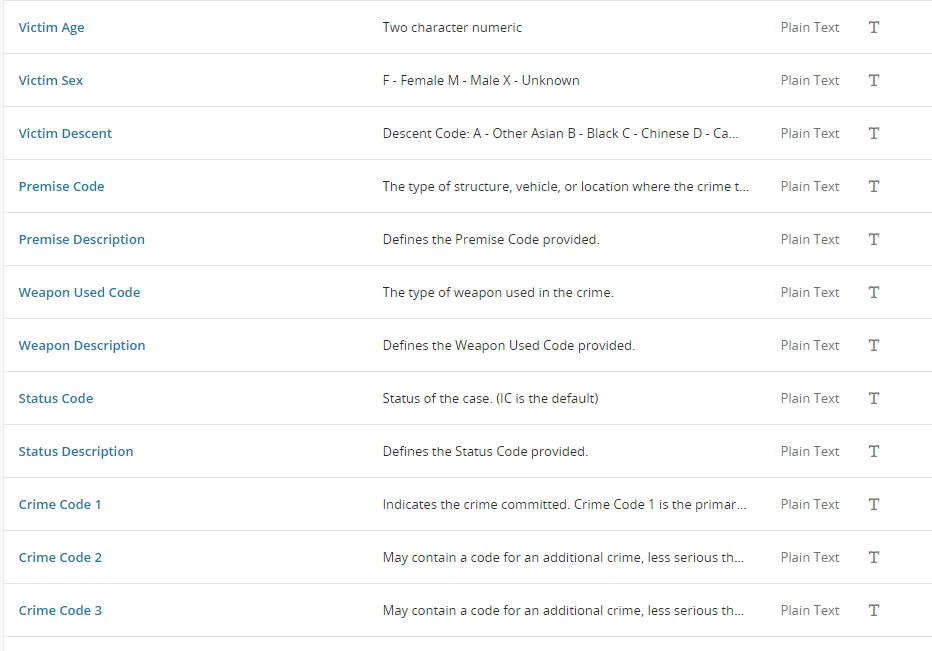 Victim Age Two character numeric Plain Text T
Victim Sex F - Female M - Male X - Unknown Plain Text T
Victim Descent Descent Code: A - Other Asian B - Black C - Chinese D - Ca... Plain Text T
Premise Code The type of structure, vehicle, or location where the crime t... Plain Text T
Premise Description Defines the Premise Code provided. Plain Text T
Weapon Used Code The type of weapon used in the crime. Plain Text T
Weapon Description Defines the Weapon Used Code provided. Plain Text T
Status Code Status of the case. (IC is the default) Plain Text T
Status Description Defines the Status Code provided. Plain Text T
Crime Code 1 Indicates the crime committed. Crime Code 1 is the primar... Plain Text T
Crime Code 2 May contain a code for an additional crime, less serious th... Plain Text T
Crime Code 3 May contain a code for an additional crime, less serious th... Plain Text T